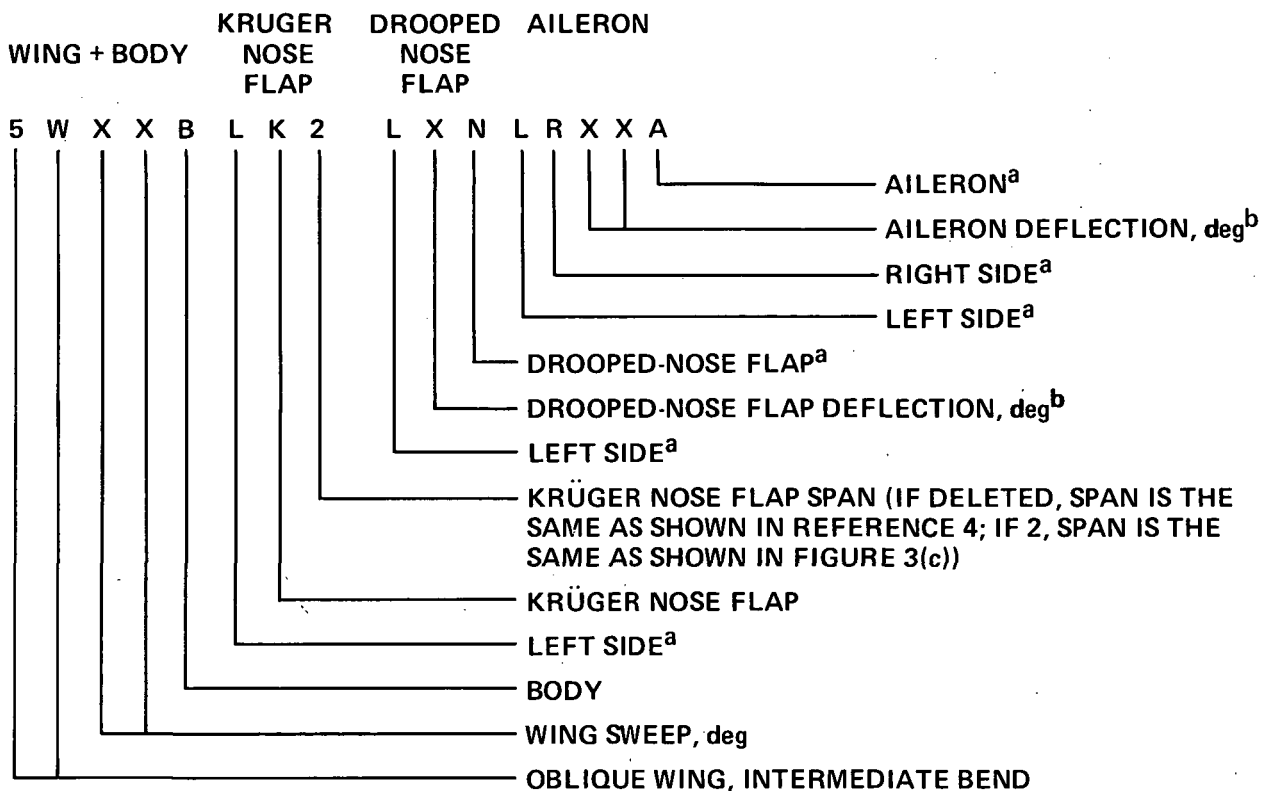 WING + BODY
KRUGER NOSE FLAP
DROOPED NOSE FLAP
AILERON
5 W X X B L K 2 L X N L R X X A
AILERONa
AILERON DEFLECTION, degb
RIGHT SIDEa
LEFT SIDEa
DROOPED-NOSE FLAPa
DROOPED-NOSE FLAP DEFLECTION, degb
LEFT SIDEa
KRÜGER NOSE FLAP SPAN (IF DELETED, SPAN IS THE
SAME AS SHOWN IN REFERENCE 4; IF 2, SPAN IS THE
SAME AS SHOWN IN FIGURE 3(c))
KRÜGER NOSE FLAP
LEFT SIDEa
BODY
WING SWEEP, deg
OBLIQUE WING, INTERMEDIATE BEND